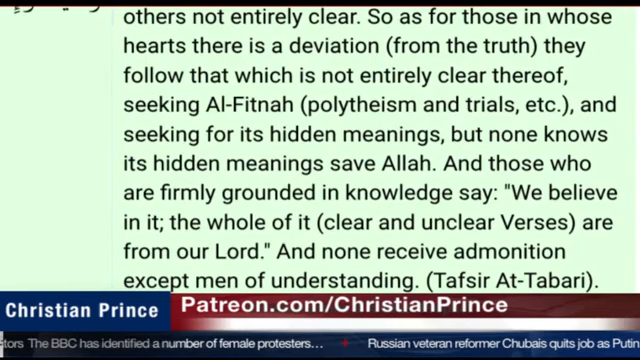 others not entirely clear. So as for those in whose
hearts there is a deviation (from the truth) they
follow that which is not entirely clear thereof,
seeking Al-Fitnah (polytheism and trials, etc.), and
seeking for its hidden meanings, but none knows
its hidden meanings save Allah. And those who
are firmly grounded in knowledge say: "We believe
in it; the whole of it (clear and unclear Verses) are
from our Lord." And none receive admonition
except men of understanding. (Tafsir At-Tabari).
Christian Prince
Patreon.com/ChristianPrince
tors The BBC has identified a number of female protesters... Russian veteran reformer Chubais quits job as Putin